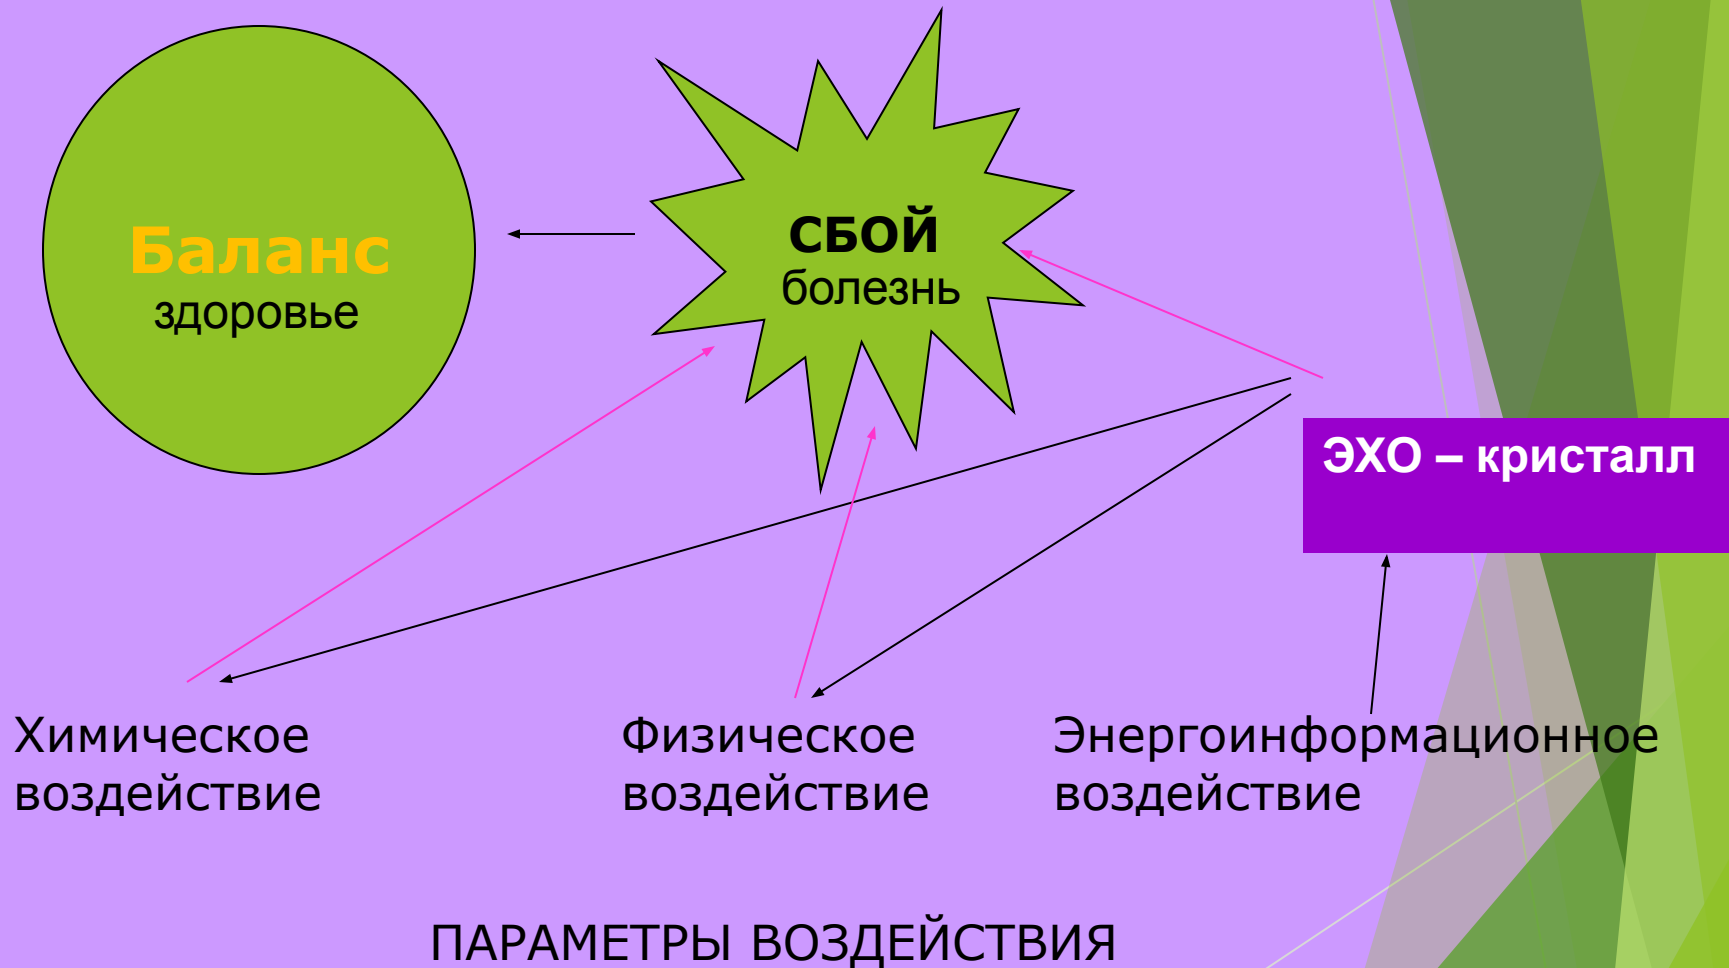 Баланс
здоровье
СБОЙ
болезнь
ЭХО – кристалл
Химическое
воздействие
Физическое
воздействие
Энергоинформационное
воздействие
ПАРАМЕТРЫ ВОЗДЕЙСТВИЯ